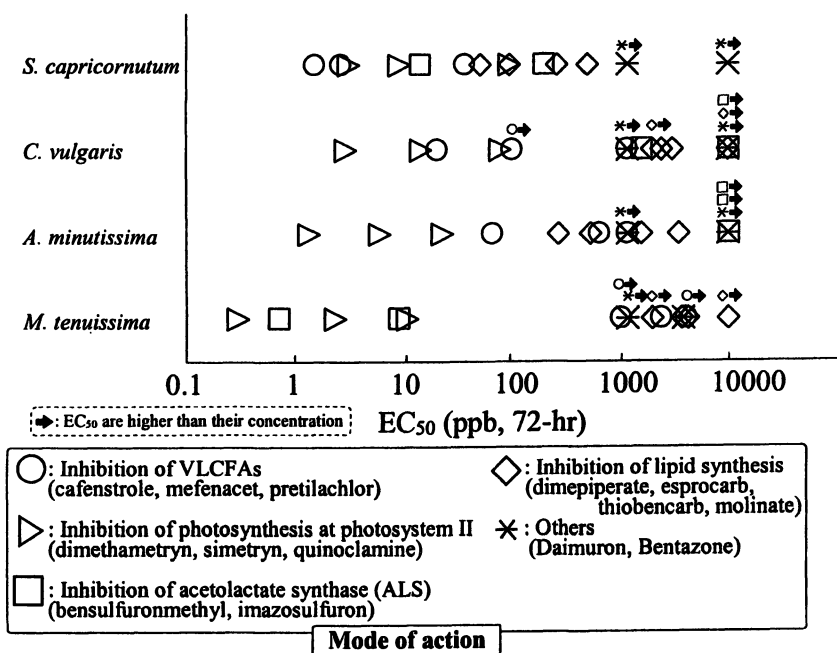 S. capricornutum
C. vulgaris
A. minutissima
M. tenuissima
0.1 1 10 100 1000 10000
➡: EC₅₀ are higher than their concentration
EC₅₀ (ppb, 72-hr)
: Inhibition of VLCFAs
(cafenstrole, mefenacet, pretilachlor)
: Inhibition of photosynthesis at photosystem II
(dimethametryn, simetryn, quinoclamine)
: Inhibition of acetolactate synthase (ALS)
(bensulfuronmethyl, imazosulfuron)
: Inhibition of lipid synthesis
(dimepiperate, esprocarb,
thiobencarb, molinate)
: Others
(Daimuron, Bentazone)
Mode of action